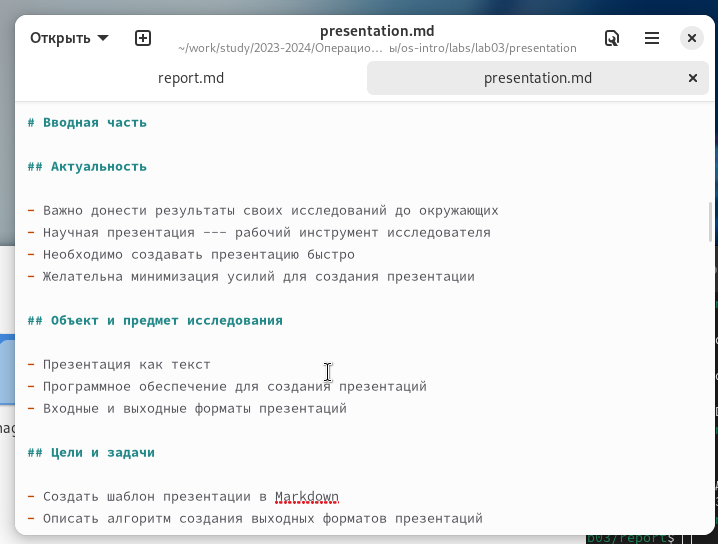 Открыть
presentation.md
~/work/study/2023-2024/Операцио… ы/os-intro/labs/lab03/presentation
report.md
presentation.md
# Вводная часть
## Актуальность
- Важно донести результаты своих исследований до окружающих
- Научная презентация --- рабочий инструмент исследователя
- Необходимо создавать презентацию быстро
- Желательна минимизация усилий для создания презентации
## Объект и предмет исследования
- Презентация как текст
- Программное обеспечение для создания презентаций
- Входные и выходные форматы презентаций
## Цели и задачи
- Создать шаблон презентации в Markdown
- Описать алгоритм создания выходных форматов презентаций
b03/report$